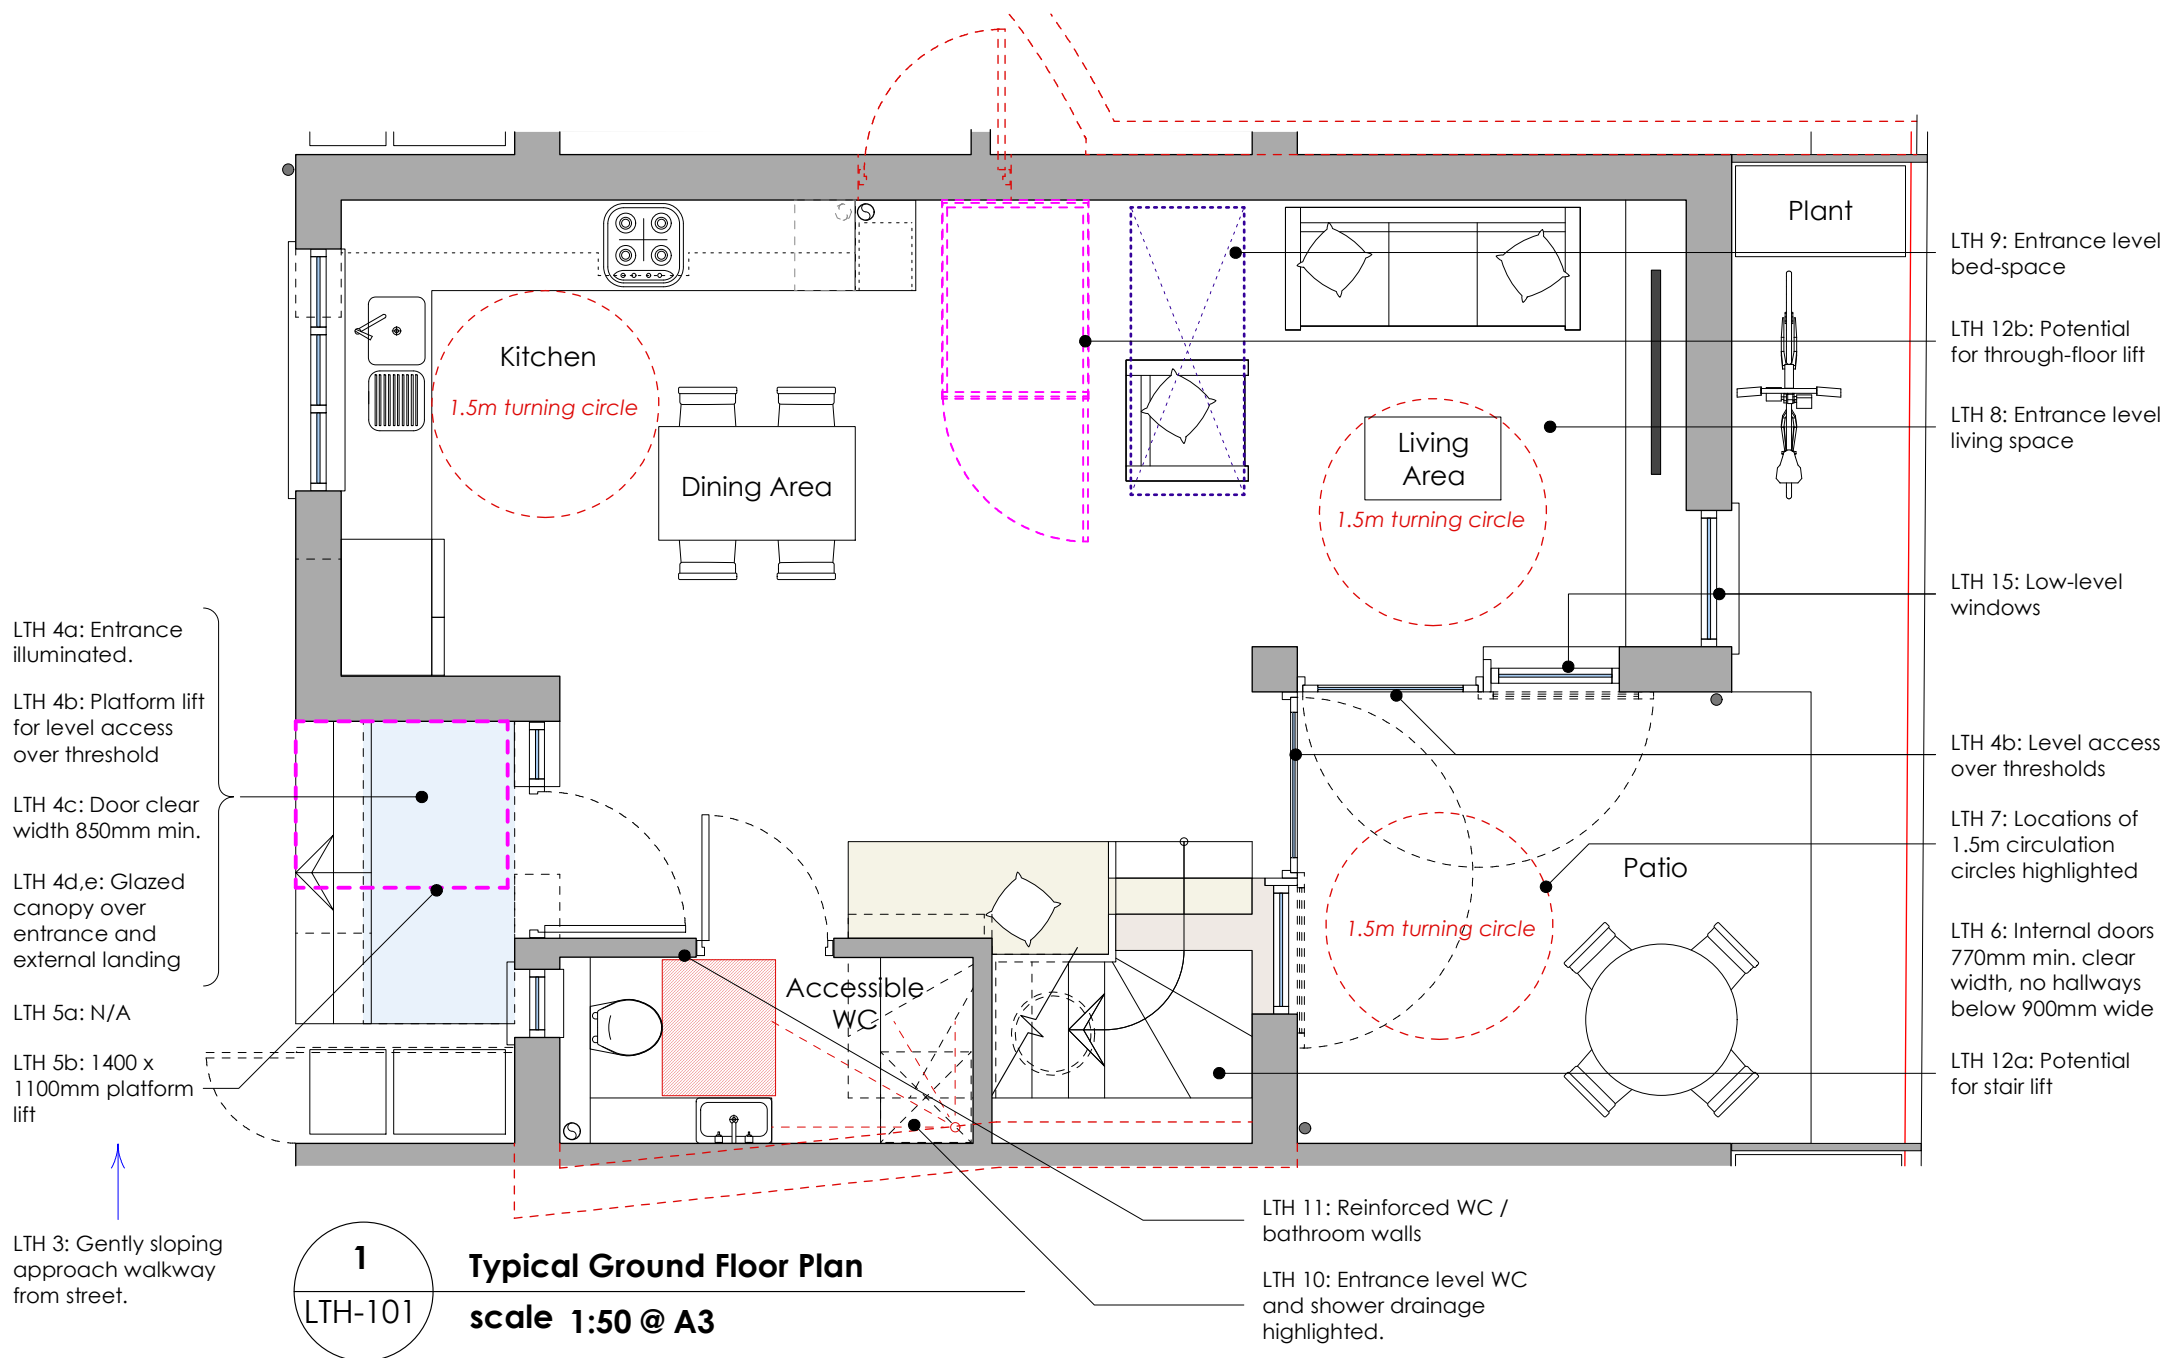 Plant
Kitchen
1.5m turning circle
Dining Area
Living
Area
1.5m turning circle
Patio
1.5m turning circle
Accessible
WC
LTH 4a: Entrance
illuminated.
LTH 4b: Platform lift
for level access
over threshold
LTH 4c: Door clear
width 850mm min.
LTH 4d,e: Glazed
canopy over
entrance and
external landing
LTH 5a: N/A
LTH 5b: 1400 x
1100mm platform
lift
LTH 3: Gently sloping
approach walkway
from street.
LTH 9: Entrance level
bed-space
LTH 12b: Potential
for through-floor lift
LTH 8: Entrance level
living space
LTH 15: Low-level
windows
LTH 4b: Level access
over thresholds
LTH 7: Locations of
1.5m circulation
circles highlighted
LTH 6: Internal doors
770mm min. clear
width, no hallways
below 900mm wide
LTH 12a: Potential
for stair lift
LTH 11: Reinforced WC /
bathroom walls
LTH 10: Entrance level WC
and shower drainage
highlighted.
1
LTH-101
Typical Ground Floor Plan
scale 1:50 @ A3